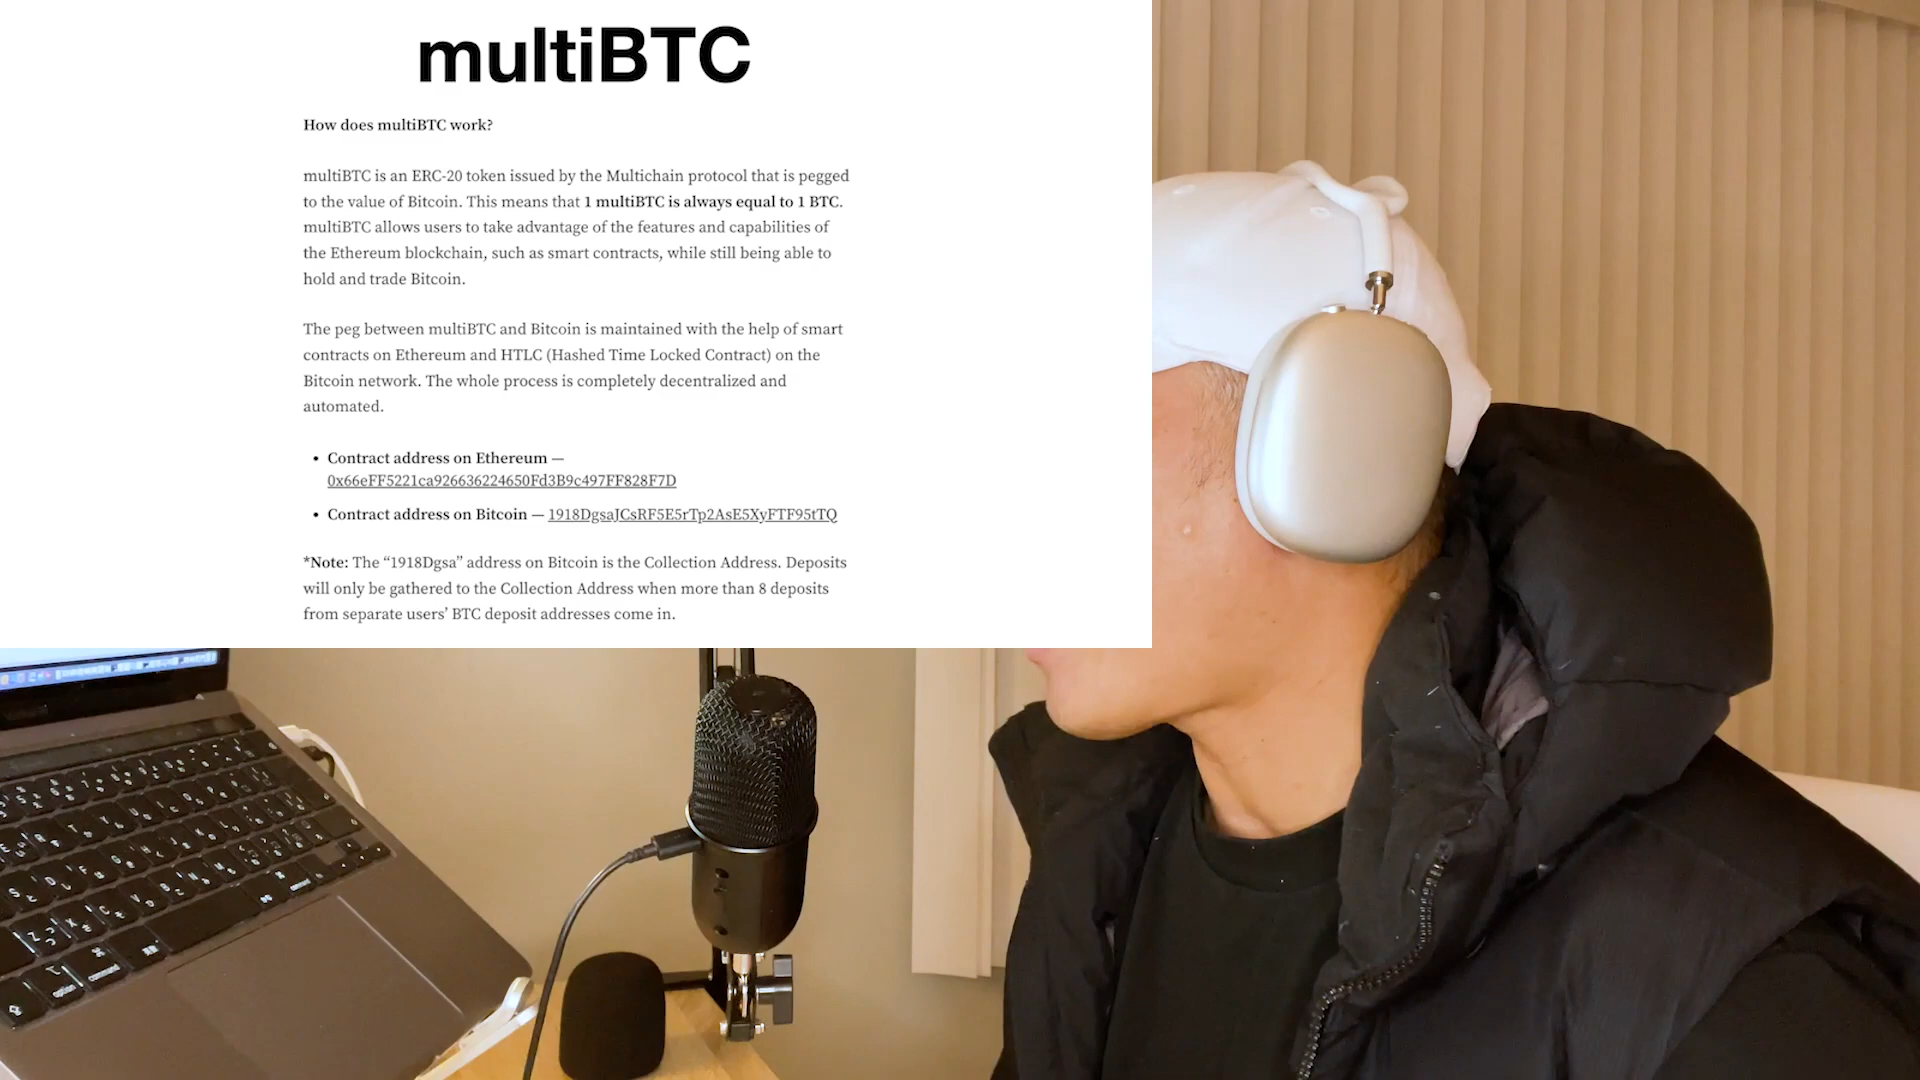 multiBTC
How does multiBTC work?
multiBTC is an ERC-20 token issued by the Multichain protocol that is pegged
to the value of Bitcoin. This means that 1 multiBTC is always equal to 1 BTC.
multiBTC allows users to take advantage of the features and capabilities of
the Ethereum blockchain, such as smart contracts, while still being able to
hold and trade Bitcoin.
The peg between multiBTC and Bitcoin is maintained with the help of smart
contracts on Ethereum and HTLC (Hashed Time Locked Contract) on the
Bitcoin network. The whole process is completely decentralized and
automated.
• Contract address on Ethereum —
0x66eFF5221ca926636224650Fd3B9c497FF828F7D
• Contract address on Bitcoin — 1918DgsaJCsRF5E5rTp2AsE5XyFTF95tTQ
*Note: The “1918Dgsa” address on Bitcoin is the Collection Address. Deposits
will only be gathered to the Collection Address when more than 8 deposits
from separate users’ BTC deposit addresses come in.